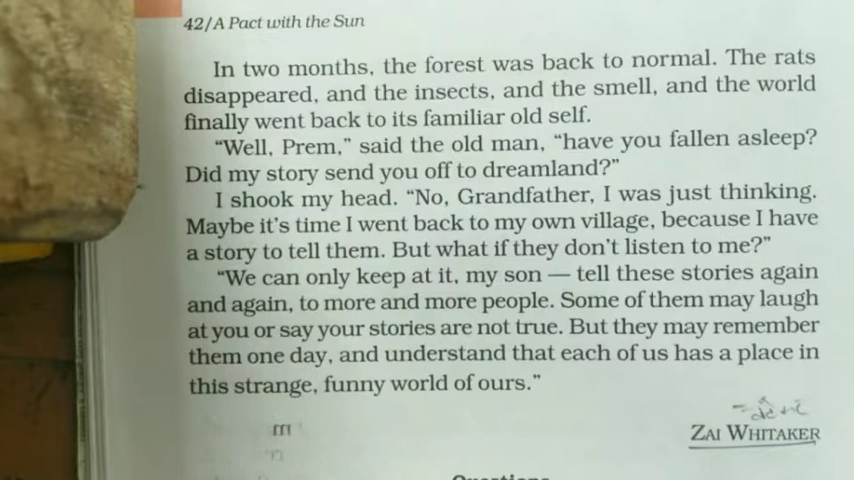 42/A Pact with the Sun
In two months, the forest was back to normal. The rats
disappeared, and the insects, and the smell, and the world
finally went back to its familiar old self.
“Well, Prem,” said the old man, “have you fallen asleep?
Did my story send you off to dreamland?”
I shook my head. “No, Grandfather, I was just thinking.
Maybe it’s time I went back to my own village, because I have
a story to tell them. But what if they don’t listen to me?”
“We can only keep at it, my son — tell these stories again
and again, to more and more people. Some of them may laugh
at you or say your stories are not true. But they may remember
them one day, and understand that each of us has a place in
this strange, funny world of ours.”
ZAI WHITAKER
Questions